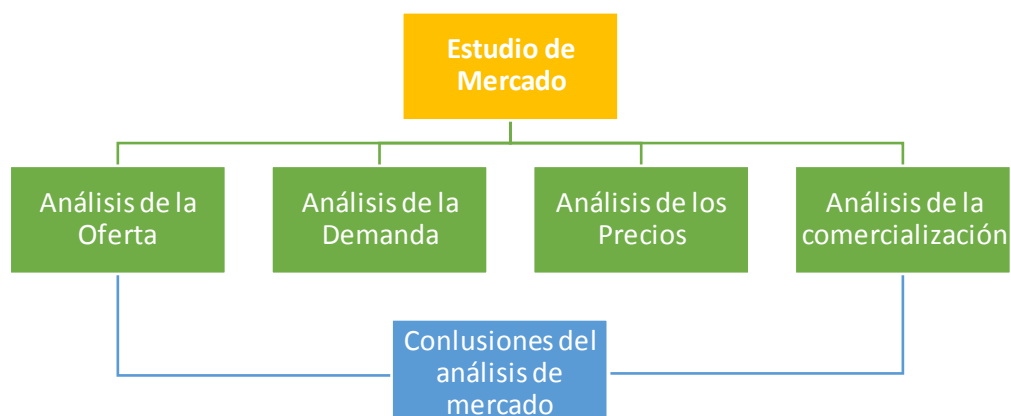 Estudio de
Mercado
Análisis de la
Oferta
Análisis de la
Demanda
Análisis de los
Precios
Análisis de la
comercialización
Conlusiones del
análisis de
mercado